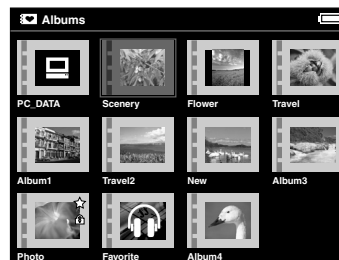 Albums
PC_DATA Scenery Flower Travel
Album1 Travel2 New Album3
Photo Favorite Album4